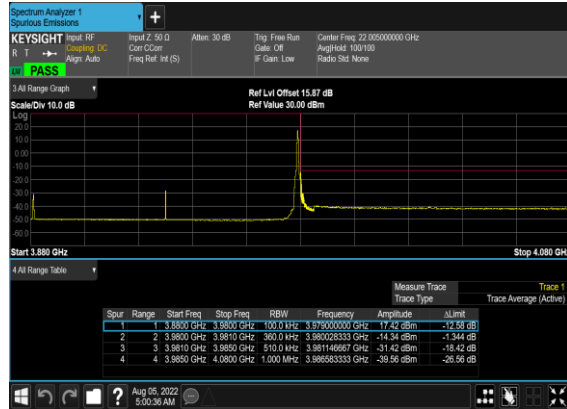 Spectrum Analyzer 1
Spurious Emissions
KEYSIGHT Input: RF Input Z: 50 Ω Atten: 30 dB Trig: Free Run Center Freq: 22.005000000 GHz
R T Coupling: DC Corr CCorr Gate: Off Avg|Hold: 100/100
Align: Auto Freq Ref: Int (S) IF Gain: Low Radio Std: None
PASS
3 All Range Graph Ref Lvl Offset 15.87 dB
Scale/Div 10.0 dB Ref Value 30.00 dBm
Log
20.0
10.0
0.00
-10.0
-20.0
-30.0
-40.0
-50.0
-60.0
Start 3.880 GHz Stop 4.080 GH
4 All Range Table
Measure Trace Trace 1
Trace Type Trace Average (Active)
Spur Range Start Freq Stop Freq RBW Frequency Amplitude ΔLimit
1 1 3.8800 GHz 3.9800 GHz 100.0 kHz 3.979000000 GHz 17.42 dBm -12.58 dB
2 2 3.9800 GHz 3.9810 GHz 360.0 kHz 3.980028333 GHz -14.34 dBm -1.344 dB
3 3 3.9810 GHz 3.9850 GHz 510.0 kHz 3.981146667 GHz -31.42 dBm -18.42 dB
4 4 3.9850 GHz 4.0800 GHz 1.000 MHz 3.986583333 GHz -39.56 dBm -26.56 dB
? Aug 05, 2022
5:00:36 AM